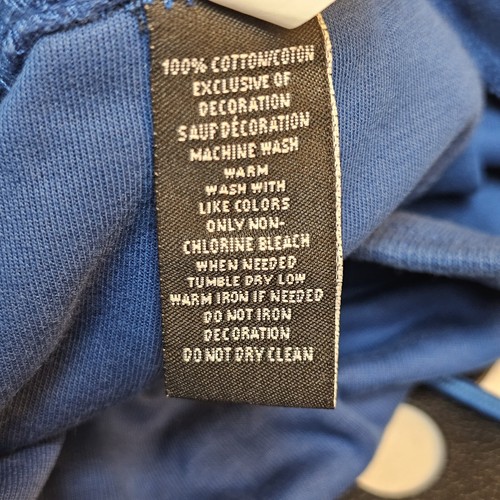 100% COTTON/COTON
EXCLUSIVE OF
DECORATION
SAUF DÉCORATION
MACHINE WASH
WARM
WASH WITH
LIKE COLORS
ONLY NON-
CHLORINE BLEACH
WHEN NEEDED
TUMBLE DRY LOW
WARM IRON IF NEEDED
DO NOT IRON
DECORATION
DO NOT DRY CLEAN